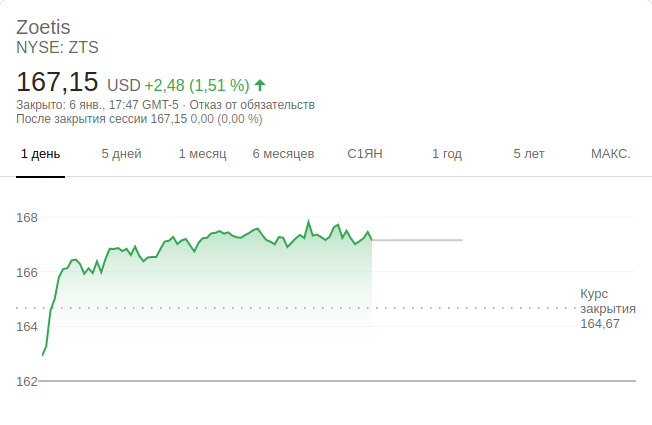 Zoetis
NYSE: ZTS
167,15 USD +2,48 (1,51 %)
Закрыто: 6 янв., 17:47 GMT-5 · Отказ от обязательств
После закрытия сессии 167,15 0,00 (0,00 %)
1 день 5 дней 1 месяц 6 месяцев С1ЯН 1 год 5 лет МАКС.
168
166
Курс
закрытия
164,67
164
162